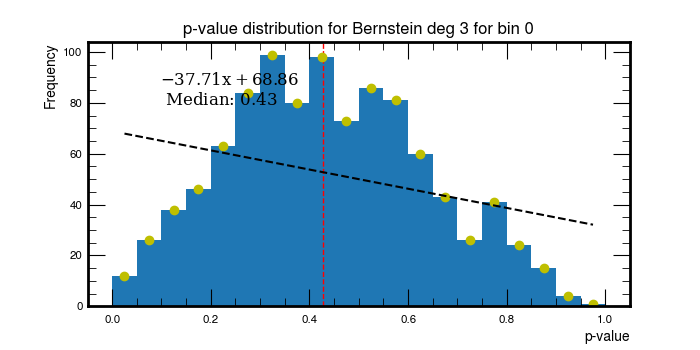 p-value distribution for Bernstein deg 3 for bin 0
Frequency
100
80
60
40
20
0
−37.71x + 68.86
Median: 0.43
0.0 0.2 0.4 0.6 0.8 1.0
p-value